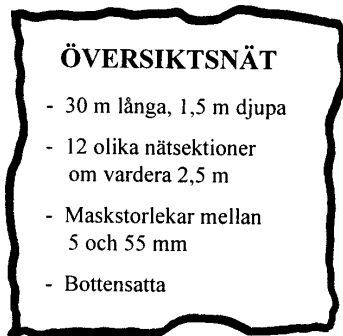 ÖVERSIKTSNÄT
- 30 m långa, 1,5 m djupa
- 12 olika nätsektioner
om vardera 2,5 m
- Maskstorlekar mellan
5 och 55 mm
- Bottensatta